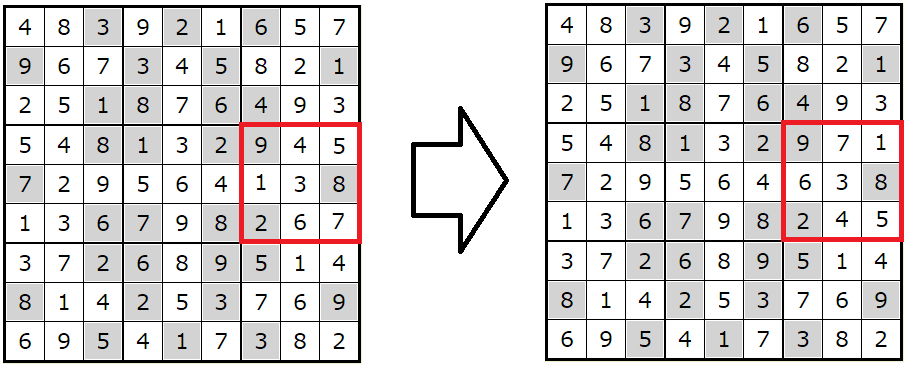 4 8 3 9 2 1 6 5 7
9 6 7 3 4 5 8 2 1
2 5 1 8 7 6 4 9 3
5 4 8 1 3 2 9 4 5
7 2 9 5 6 4 1 3 8
1 3 6 7 9 8 2 6 7
3 7 2 6 8 9 5 1 4
8 1 4 2 5 3 7 6 9
6 9 5 4 1 7 3 8 2
4 8 3 9 2 1 6 5 7
9 6 7 3 4 5 8 2 1
2 5 1 8 7 6 4 9 3
5 4 8 1 3 2 9 7 1
7 2 9 5 6 4 6 3 8
1 3 6 7 9 8 2 4 5
3 7 2 6 8 9 5 1 4
8 1 4 2 5 3 7 6 9
6 9 5 4 1 7 3 8 2